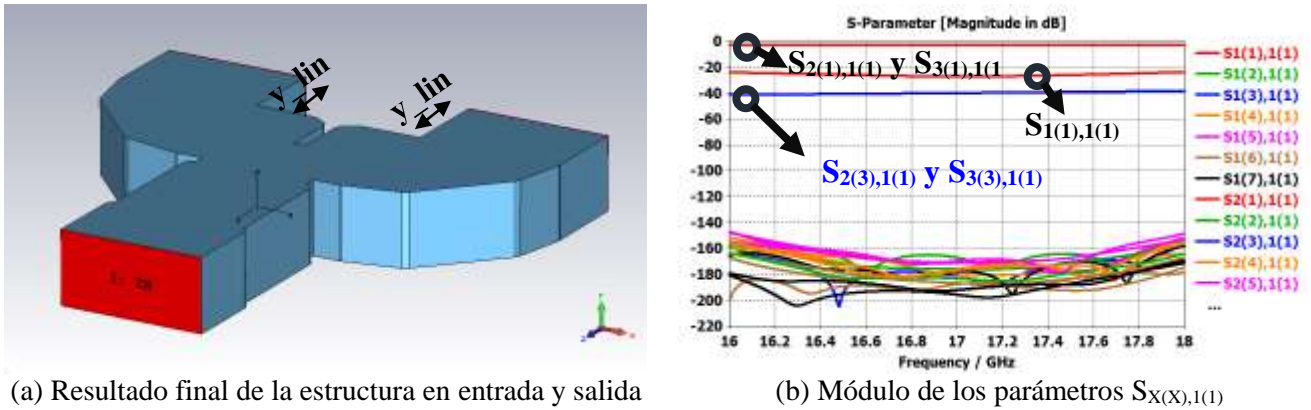 y_lin
y_lin
S-Parameter [Magnitude in dB]
0
-20
-40
-60
-80
-100
-120
-140
-160
-180
-200
-220
16
16.2
16.4
16.6
16.8
17
17.2
17.4
17.6
17.8
18
Frequency / GHz
S2(1),1(1) y S3(1),1(1
S1(1),1(1)
S2(3),1(1) y S3(3),1(1)
S1(1),1(1)
S1(2),1(1)
S1(3),1(1)
S1(4),1(1)
S1(5),1(1)
S1(6),1(1)
S1(7),1(1)
S2(1),1(1)
S2(2),1(1)
S2(3),1(1)
S2(4),1(1)
S2(5),1(1)
...
(a) Resultado final de la estructura en entrada y salida
(b) Módulo de los parámetros SX(X),1(1)